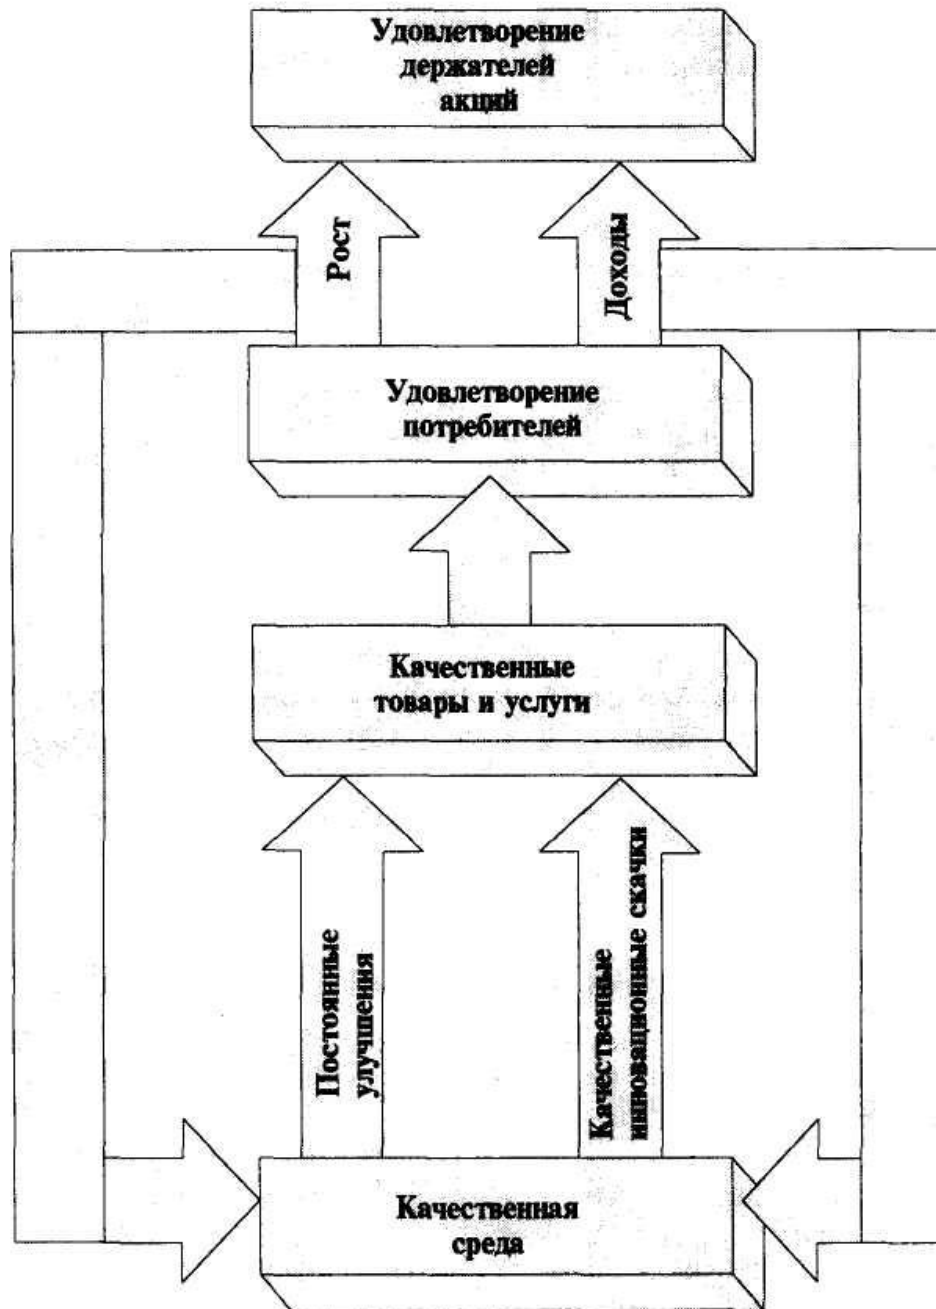 Удовлетворение
держателей
акций
Рост
Доходы
Удовлетворение
потребителей
Качественные
товары и услуги
Постоянные
улучшения
Качественные
инновационные скачки
Качественная
среда